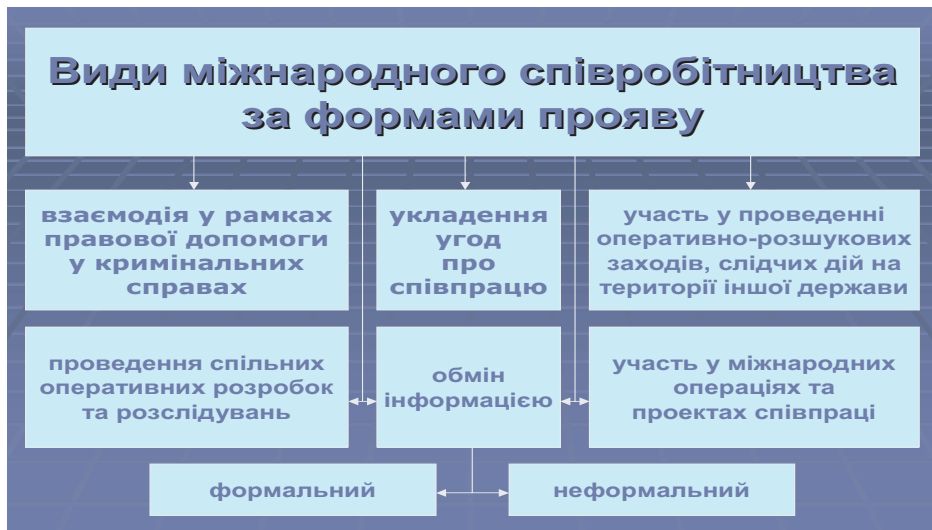 Види міжнародного співробітництва
за формами прояву
взаємодія у рамках
правової допомоги
у кримінальних
справах
укладення
угод
про
співпрацю
участь у проведенні
оперативно-розшукових
заходів, слідчих дій на
території іншої держави
проведення спільних
оперативних розробок
та розслідувань
обмін
інформацією
участь у міжнародних
операціях та
проектах співпраці
формальний
неформальний